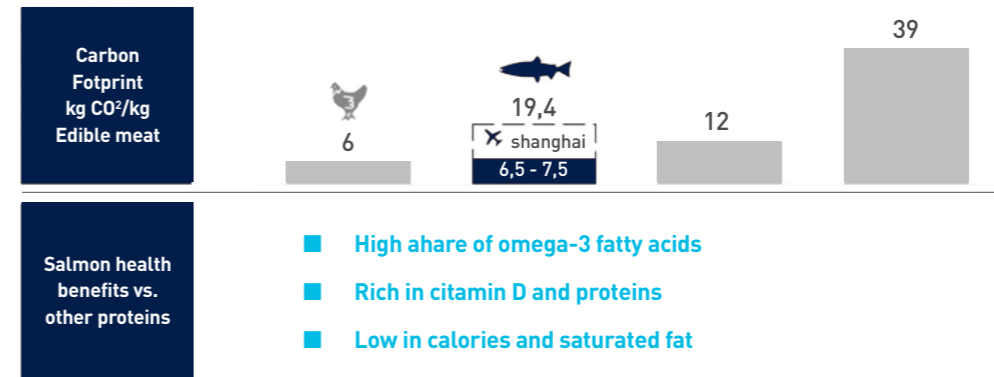 Carbon
Fotprint
kg CO²/kg
Edible meat
39
19,4
12
6
shanghai
6,5 - 7,5
Salmon health
benefits vs.
other proteins
High ahare of omega-3 fatty acids
Rich in citamin D and proteins
Low in calories and saturated fat